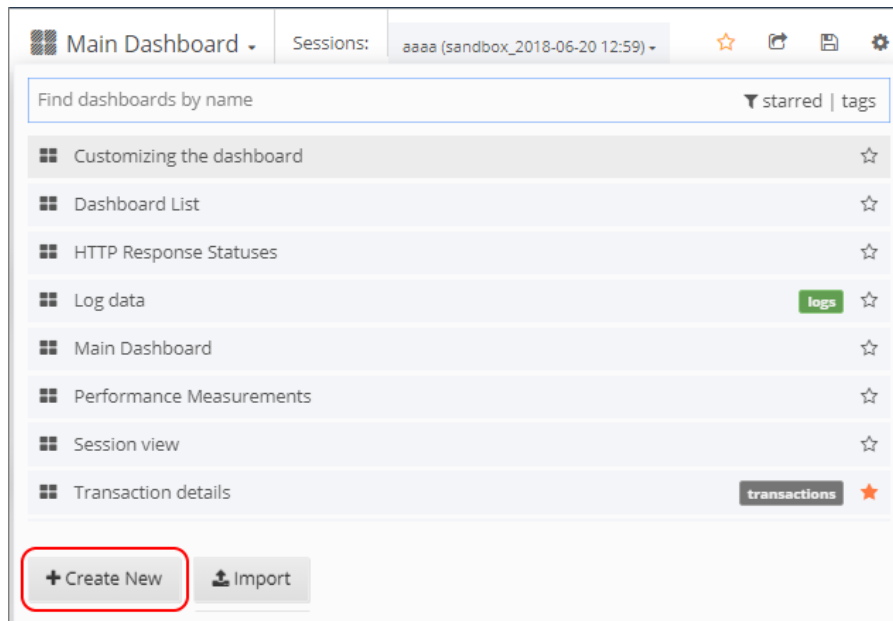 Main Dashboard Sessions: aaaa (sandbox_2018-06-20 12:59)
Find dashboards by name starred | tags
Customizing the dashboard
Dashboard List
HTTP Response Statuses
Log data logs
Main Dashboard
Performance Measurements
Session view
Transaction details transactions
+ Create New Import